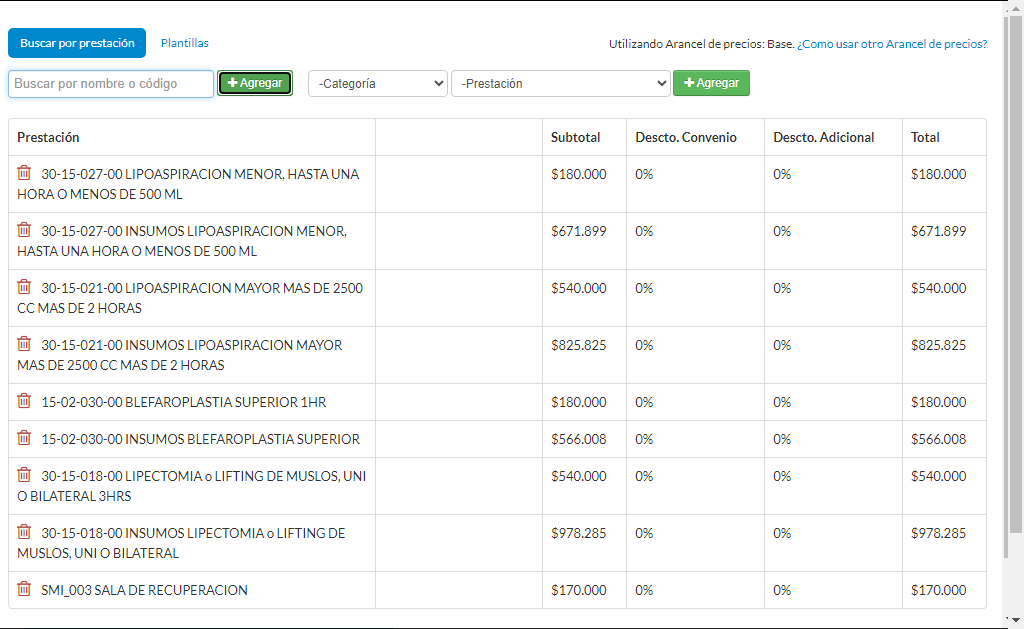 Buscar por prestación Plantillas Utilizando Arancel de precios: Base. ¿Como usar otro Arancel de precios?
Buscar por nombre o código Agregar -Categoría -Prestación Agregar
Prestación Subtotal Descto. Convenio Descto. Adicional Total
30-15-027-00 LIPOASPIRACION MENOR, HASTA UNA $180.000 0% 0% $180.000
HORA O MENOS DE 500 ML
30-15-027-00 INSUMOS LIPOASPIRACION MENOR, $671.899 0% 0% $671.899
HASTA UNA HORA O MENOS DE 500 ML
30-15-021-00 LIPOASPIRACION MAYOR MAS DE 2500 $540.000 0% 0% $540.000
CC MAS DE 2 HORAS
30-15-021-00 INSUMOS LIPOASPIRACION MAYOR $825.825 0% 0% $825.825
MAS DE 2500 CC MAS DE 2 HORAS
15-02-030-00 BLEFAROPLASTIA SUPERIOR 1HR $180.000 0% 0% $180.000
15-02-030-00 INSUMOS BLEFAROPLASTIA SUPERIOR $566.008 0% 0% $566.008
30-15-018-00 LIPECTOMIA o LIFTING DE MUSLOS, UNI $540.000 0% 0% $540.000
O BILATERAL 3HRS
30-15-018-00 INSUMOS LIPECTOMIA o LIFTING DE $978.285 0% 0% $978.285
MUSLOS, UNI O BILATERAL
SMI_003 SALA DE RECUPERACION $170.000 0% 0% $170.000